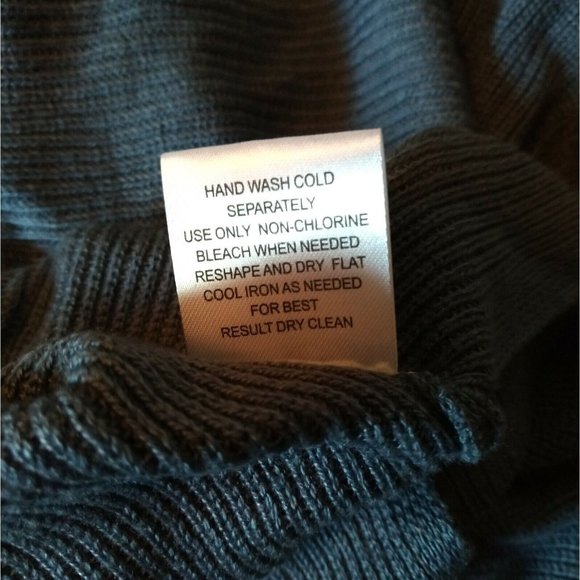 HAND WASH COLD
SEPARATELY
USE ONLY NON-CHLORINE
BLEACH WHEN NEEDED
RESHAPE AND DRY FLAT
COOL IRON AS NEEDED
FOR BEST
RESULT DRY CLEAN